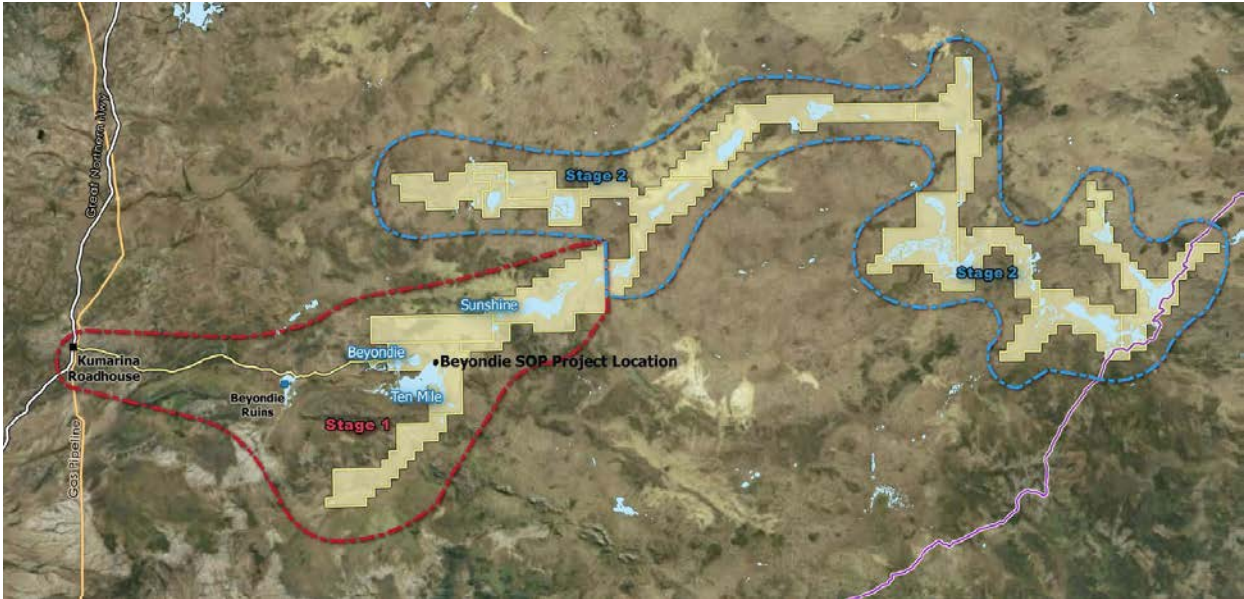 Great Northern Hwy
Stage 2
Stage 2
Sunshine
Beyondie
Beyondie SOP Project Location
Kumarina
Roadhouse
Ten Mile
Beyondie
Ruins
Stage 1
Gas Pipeline